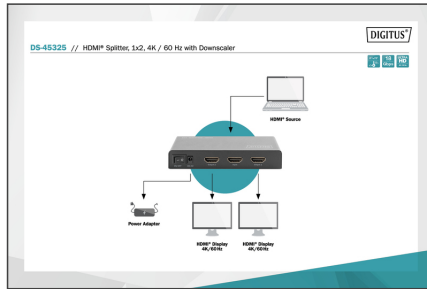 DIGITUS®
DS-45325 // HDMI® Splitter, 1x2, 4K / 60 Hz with Downscaler
HDMI® Source
Power Adapter
HDMI® Display
4K/60Hz
HDMI® Display
4K/60Hz